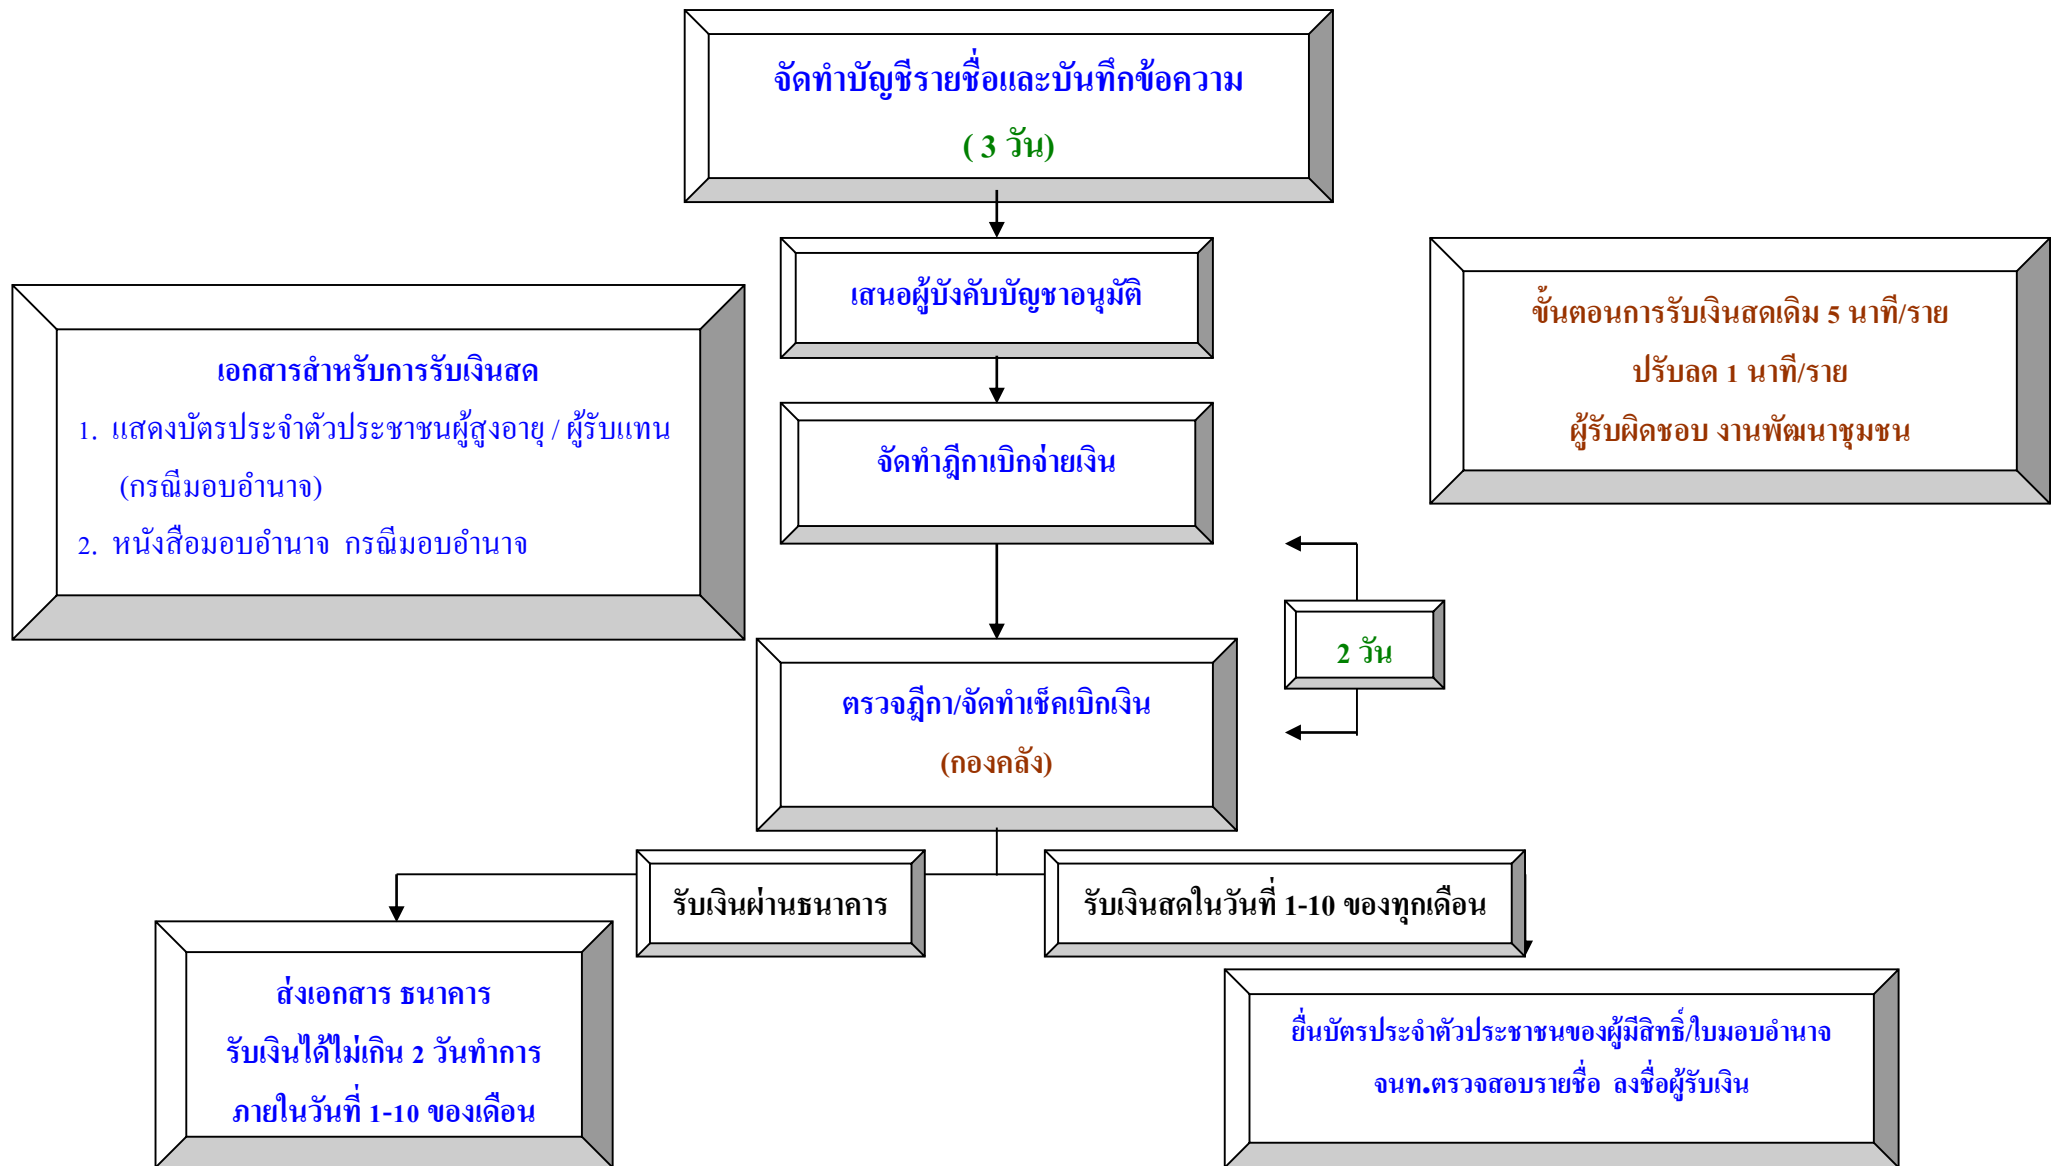 จัดทำบัญชีรายชื่อและบันทึกข้อความ
( 3 วัน)
เสนอผู้บังคับบัญชาอนุมัติ
ขั้นตอนการรับเงินสดเดิม 5 นาที/ราย
ปรับลด 1 นาที/ราย
ผู้รับผิดชอบ งานพัฒนาชุมชน
เอกสารสำหรับการรับเงินสด
1. แสดงบัตรประจำตัวประชาชนผู้สูงอายุ / ผู้รับแทน
(กรณีมอบอำนาจ)
2. หนังสือมอบอำนาจ กรณีมอบอำนาจ
จัดทำฎีกาเบิกจ่ายเงิน
2 วัน
ตรวจฎีกา/จัดทำเช็คเบิกเงิน
(กองคลัง)
รับเงินผ่านธนาคาร
รับเงินสดในวันที่ 1-10 ของทุกเดือน
ส่งเอกสาร ธนาคาร
รับเงินได้ไม่เกิน 2 วันทำการ
ภายในวันที่ 1-10 ของเดือน
ยื่นบัตรประจำตัวประชาชนของผู้มีสิทธิ์/ใบมอบอำนาจ
จนท.ตรวจสอบรายชื่อ ลงชื่อผู้รับเงิน